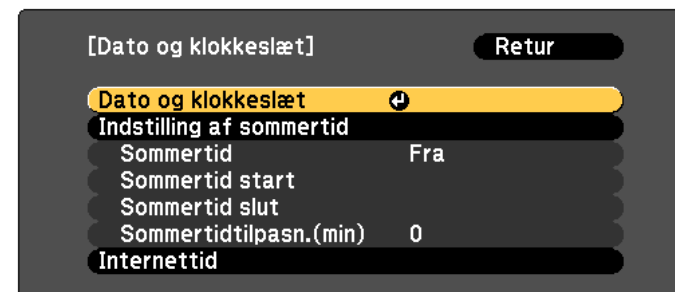 [Dato og klokkeslæt] Retur
Dato og klokkeslæt
Indstilling af sommertid
Sommertid Fra
Sommertid start
Sommertid slut
Sommertidtilpasn.(min) 0
Internettid